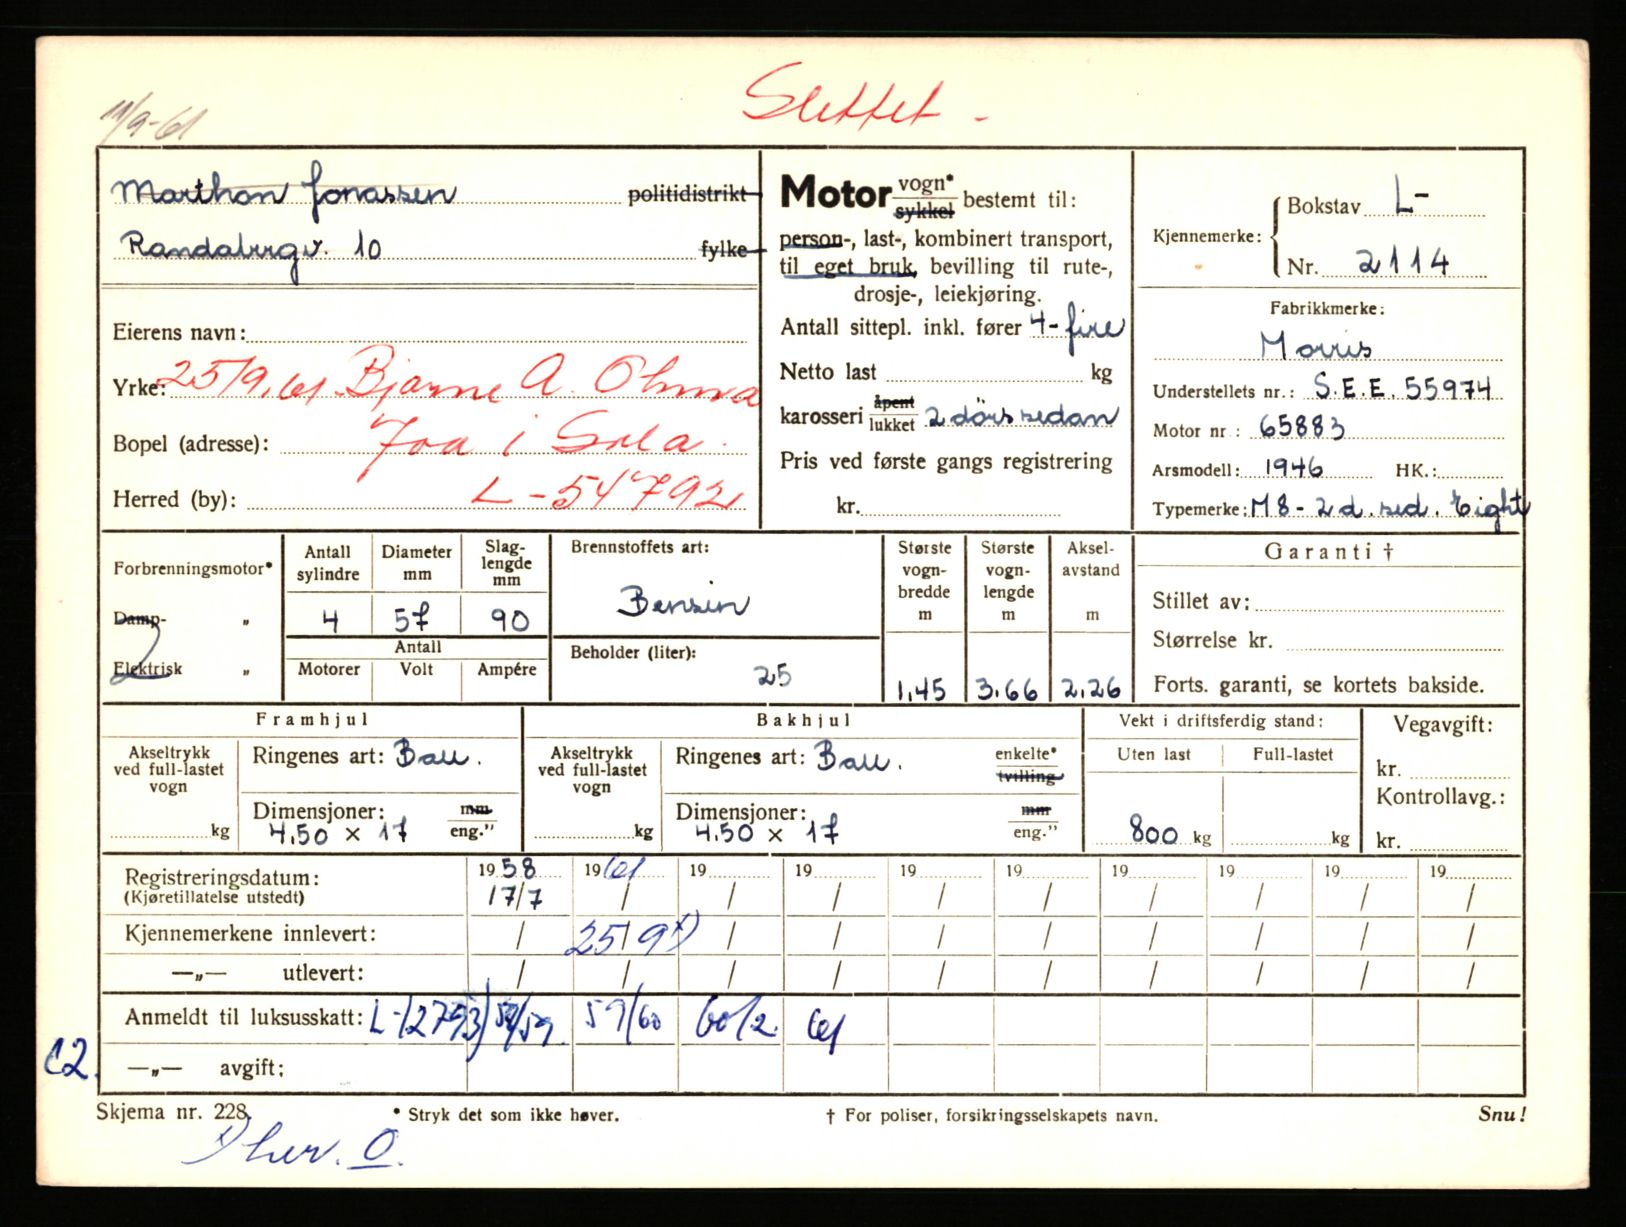 Slettet -
11/9-61
Marthon Jonassen politidistrikt
Randabergv. 10 fylke
Eierens navn:
Yrke: 25/9.61. Bjarne A.
Bopel (adresse): Joa i Sola.
Herred (by): L-54792
Motor vogn* sykkel bestemt til:
person-, last-, kombinert transport,
til eget bruk, bevilling til rute-,
drosje-, leiekjøring.
Antall sittepl. inkl. fører 4-fire
Netto last kg
karosseri åpent lukket 2 dörs sedan
Pris ved første gangs registrering
kr.
Kjennemerke: Bokstav L-
Nr. 2114
Fabrikkmerke:
Morris
Understellets nr.: S.E.E. 55974
Motor nr: 65883
Arsmodell: 1946 HK.:
Typemerke: M8 - 2 d. sed. Eight
Forbrenningsmotor*
Damp- "
2
Elektrisk "
Antall sylindre Diameter mm Slaglengde mm
4 57 90
Antall
Motorer Volt Ampére
Brennstoffets art:
Bensin
Beholder (liter):
25
Største vognbredde m
1.45
Største vognlengde m
3.66
Akselavstand m
2.26
Garanti †
Stillet av:
Størrelse kr.
Forts. garanti, se kortets bakside.
Framhjul
Akseltrykk ved full-lastet vogn
kg
Ringenes art: Ball.
Dimensjoner: mm
4.50 x 17 eng."
Bakhjul
Akseltrykk ved full-lastet vogn
kg
Ringenes art: Ball. enkelte* tvilling
Dimensjoner: mm
4.50 x 17 eng."
Vekt i driftsferdig stand:
Uten last Full-lastet
800 kg kg
Vegavgift:
kr.
Kontrollavg.:
kr.
Registreringsdatum: 1958 1961 19 19 19 19 19 19 19 19
(Kjøretillatelse utstedt) 17/7 / / / / / / / / /
Kjennemerkene innlevert: / 25/9 x) / / / / / / / /
—„— utlevert: / / / / / / / / / /
Anmeldt til luksusskatt: L-12793) 58/59 59/60 60/2. 61
12.
—„— avgift:
Skjema nr. 228. * Stryk det som ikke høver. † For poliser, forsikringsselskapets navn. Snu!
x) her. O.